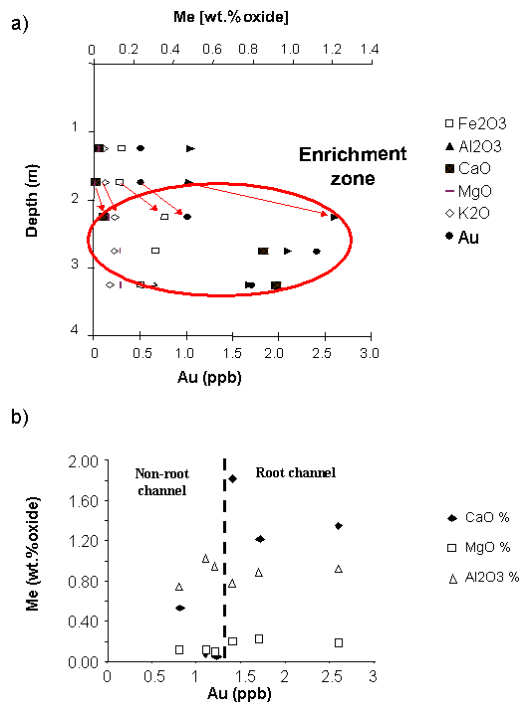 a)
Me [wt.%oxide]
0 0.2 0.4 0.6 0.8 1 1.2 1.4
Depth (m)
1
2
3
4
Enrichment
zone
Fe2O3
Al2O3
CaO
MgO
K2O
Au
0 0.5 1.0 1.5 2.0 2.5 3.0
Au (ppb)
b)
Me (wt.%oxide)
2.00
1.60
1.20
0.80
0.40
0.00
Non-root
channel
Root channel
CaO %
MgO %
Al2O3 %
0 0.5 1 1.5 2 2.5 3
Au (ppb)